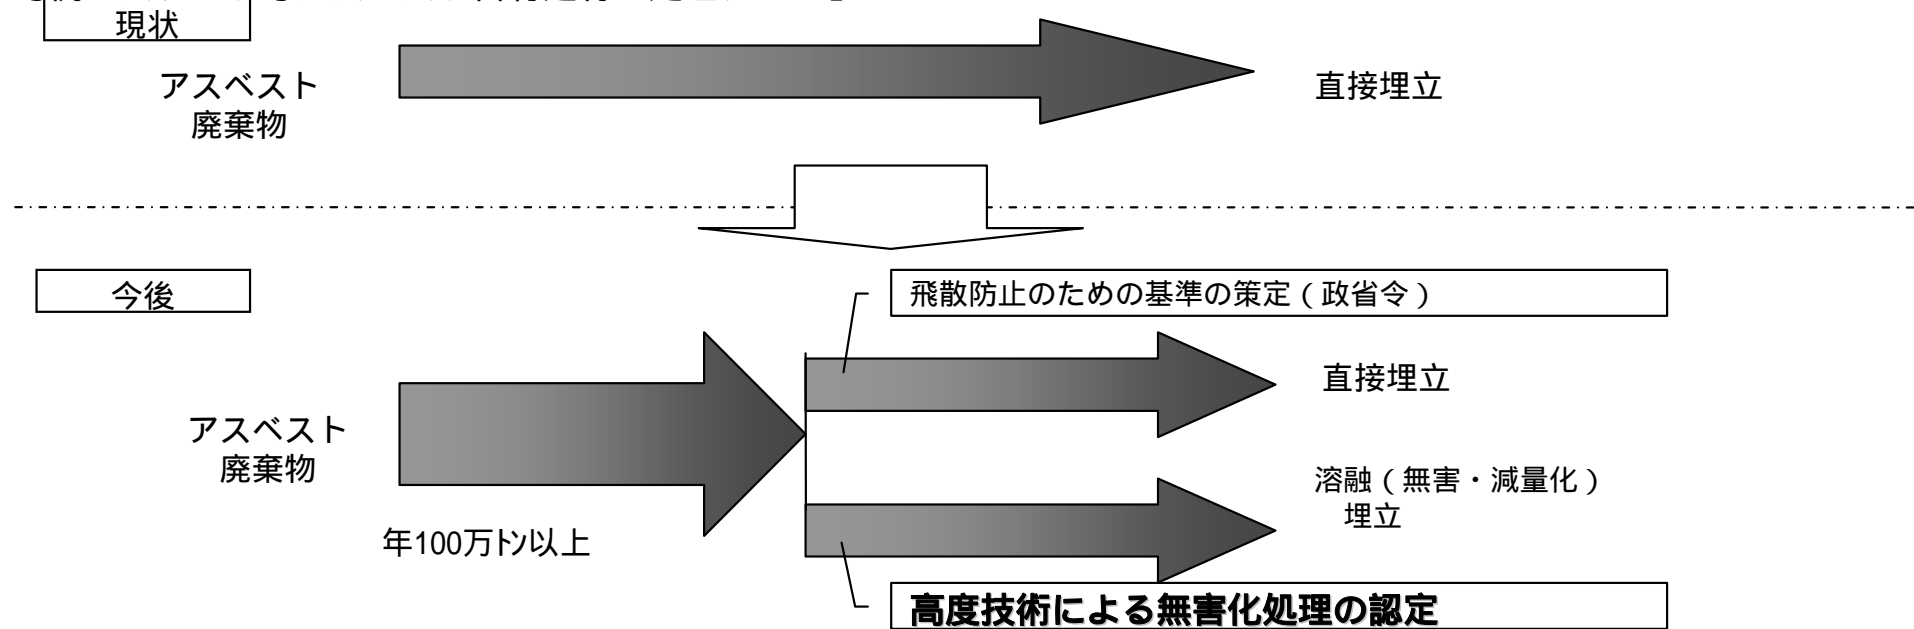 現状
アスベスト
廃棄物
直接埋立
今後
飛散防止のための基準の策定（政省令）
アスベスト
廃棄物
年100万㌧以上
直接埋立
溶融（無害・減量化）
埋立
高度技術による無害化処理の認定